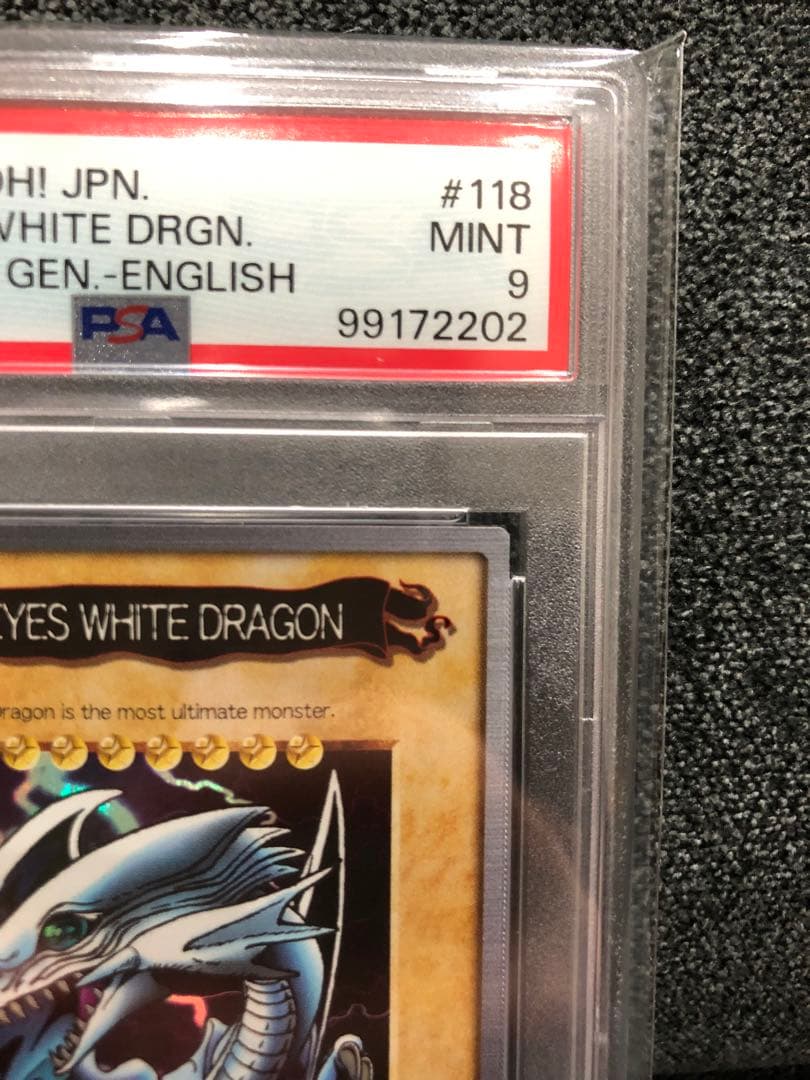 OH! JPN.
#118
WHITE DRGN.
MINT
GEN.-ENGLISH
9
PSA
99172202
EYES WHITE DRAGON
Dragon is the most ultimate monster.